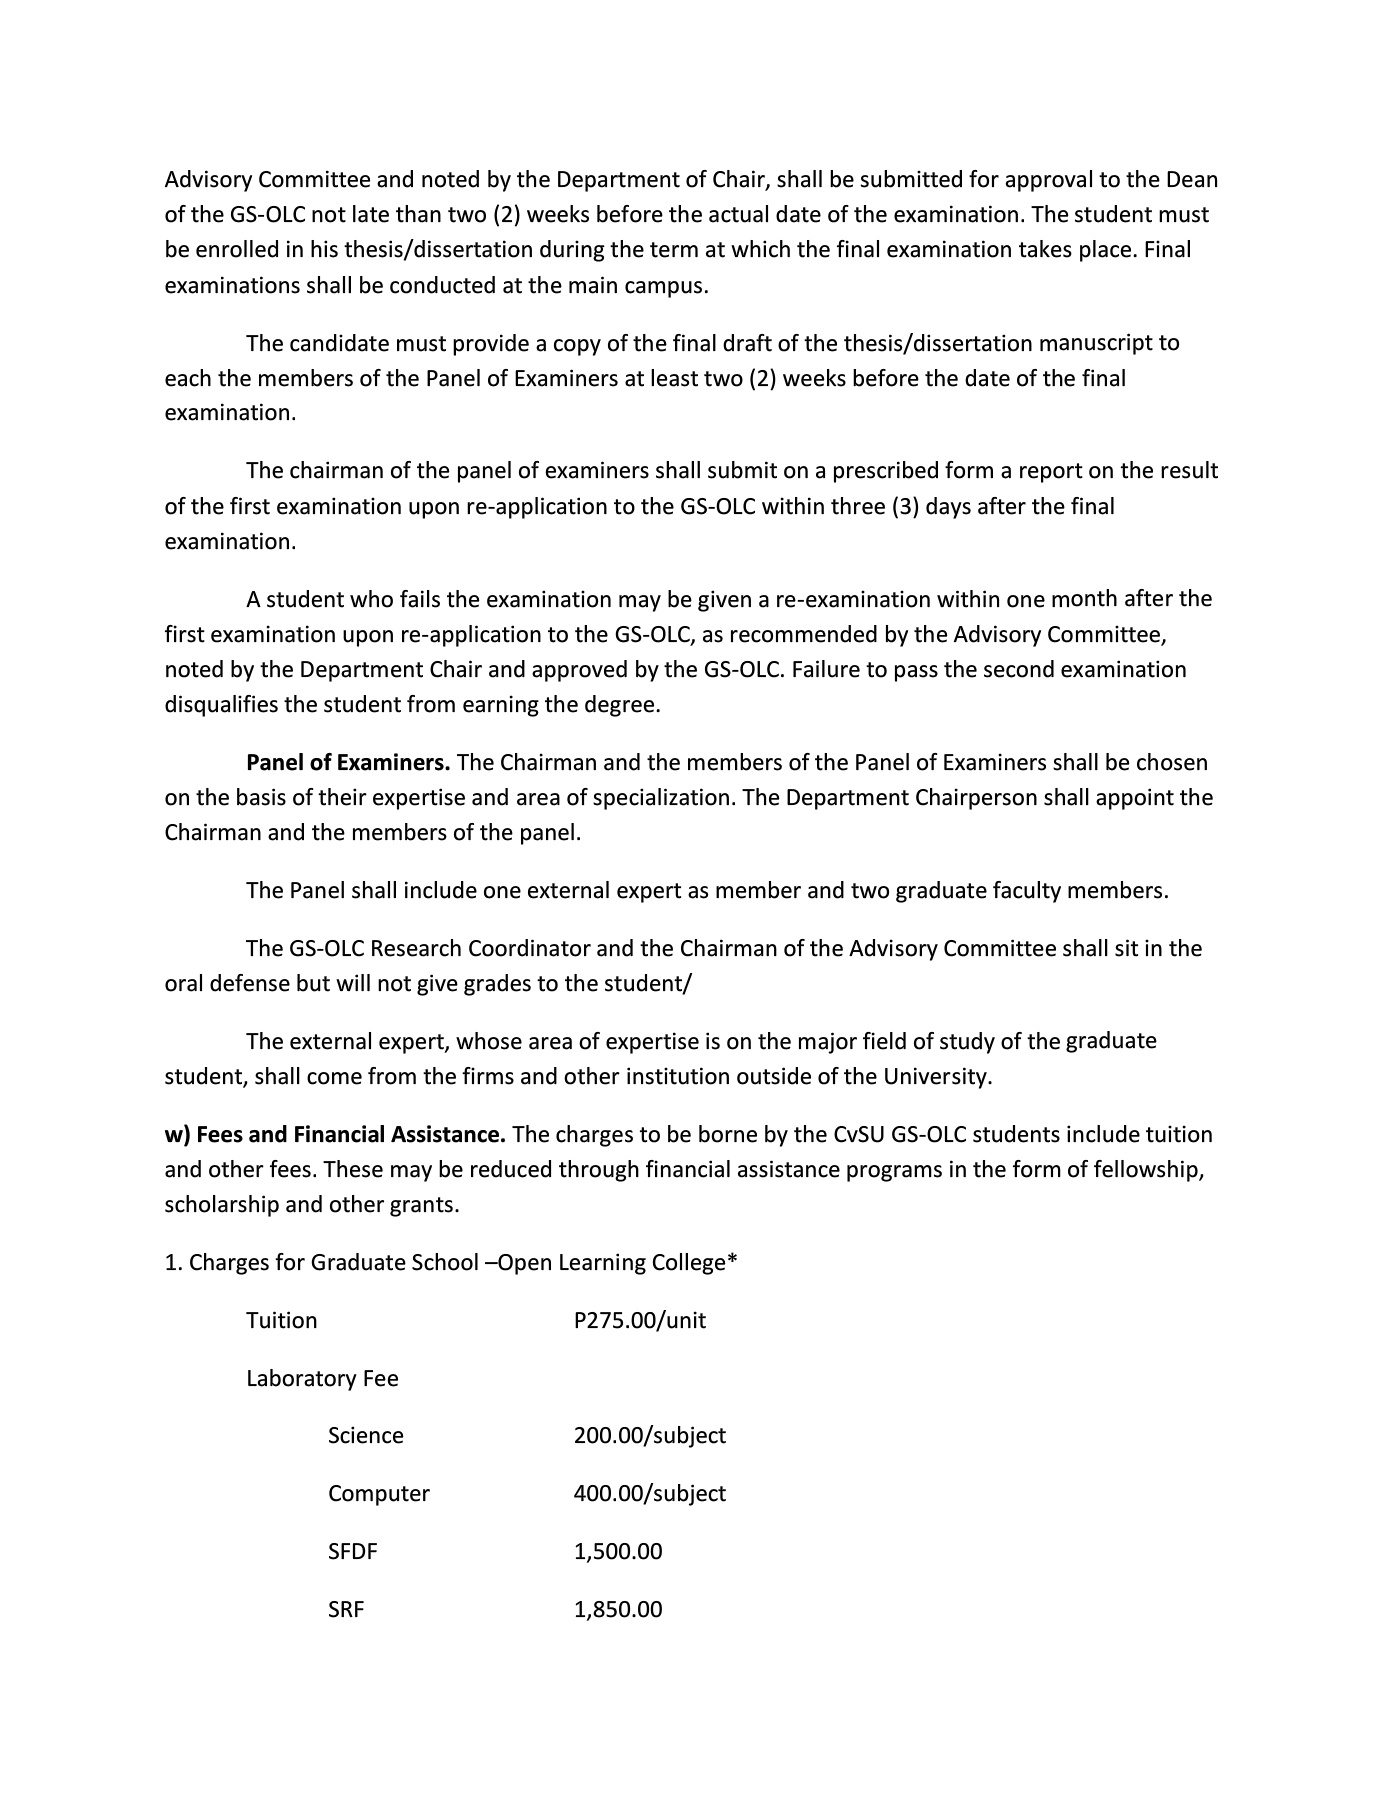 Advisory Committee and noted by the Department of Chair, shall be submitted for approval to the Dean
of the GS-OLC not late than two (2) weeks before the actual date of the examination. The student must
be enrolled in his thesis/dissertation during the term at which the final examination takes place. Final
examinations shall be conducted at the main campus.
The candidate must provide a copy of the final draft of the thesis/dissertation manuscript to
each the members of the Panel of Examiners at least two (2) weeks before the date of the final
examination.
The chairman of the panel of examiners shall submit on a prescribed form a report on the result
of the first examination upon re-application to the GS-OLC within three (3) days after the final
examination.
A student who fails the examination may be given a re-examination within one month after the
first examination upon re-application to the GS-OLC, as recommended by the Advisory Committee,
noted by the Department Chair and approved by the GS-OLC. Failure to pass the second examination
disqualifies the student from earning the degree.
Panel of Examiners. The Chairman and the members of the Panel of Examiners shall be chosen
on the basis of their expertise and area of specialization. The Department Chairperson shall appoint the
Chairman and the members of the panel.
The Panel shall include one external expert as member and two graduate faculty members.
The GS-OLC Research Coordinator and the Chairman of the Advisory Committee shall sit in the
oral defense but will not give grades to the student/
The external expert, whose area of expertise is on the major field of study of the graduate
student, shall come from the firms and other institution outside of the University.
w) Fees and Financial Assistance. The charges to be borne by the CvSU GS-OLC students include tuition
and other fees. These may be reduced through financial assistance programs in the form of fellowship,
scholarship and other grants.
1. Charges for Graduate School –Open Learning College*
Tuition P275.00/unit
Laboratory Fee
Science 200.00/subject
Computer 400.00/subject
SFDF 1,500.00
SRF 1,850.00